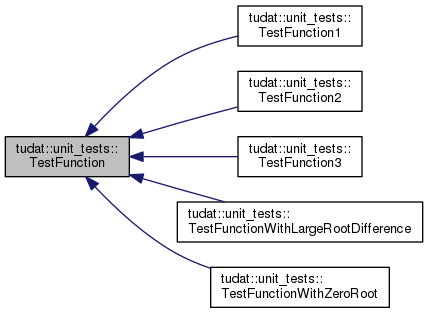 tudat::unit_tests::
TestFunction1
tudat::unit_tests::
TestFunction2
tudat::unit_tests::
TestFunction
tudat::unit_tests::
TestFunction3
tudat::unit_tests::
TestFunctionWithLargeRootDifference
tudat::unit_tests::
TestFunctionWithZeroRoot